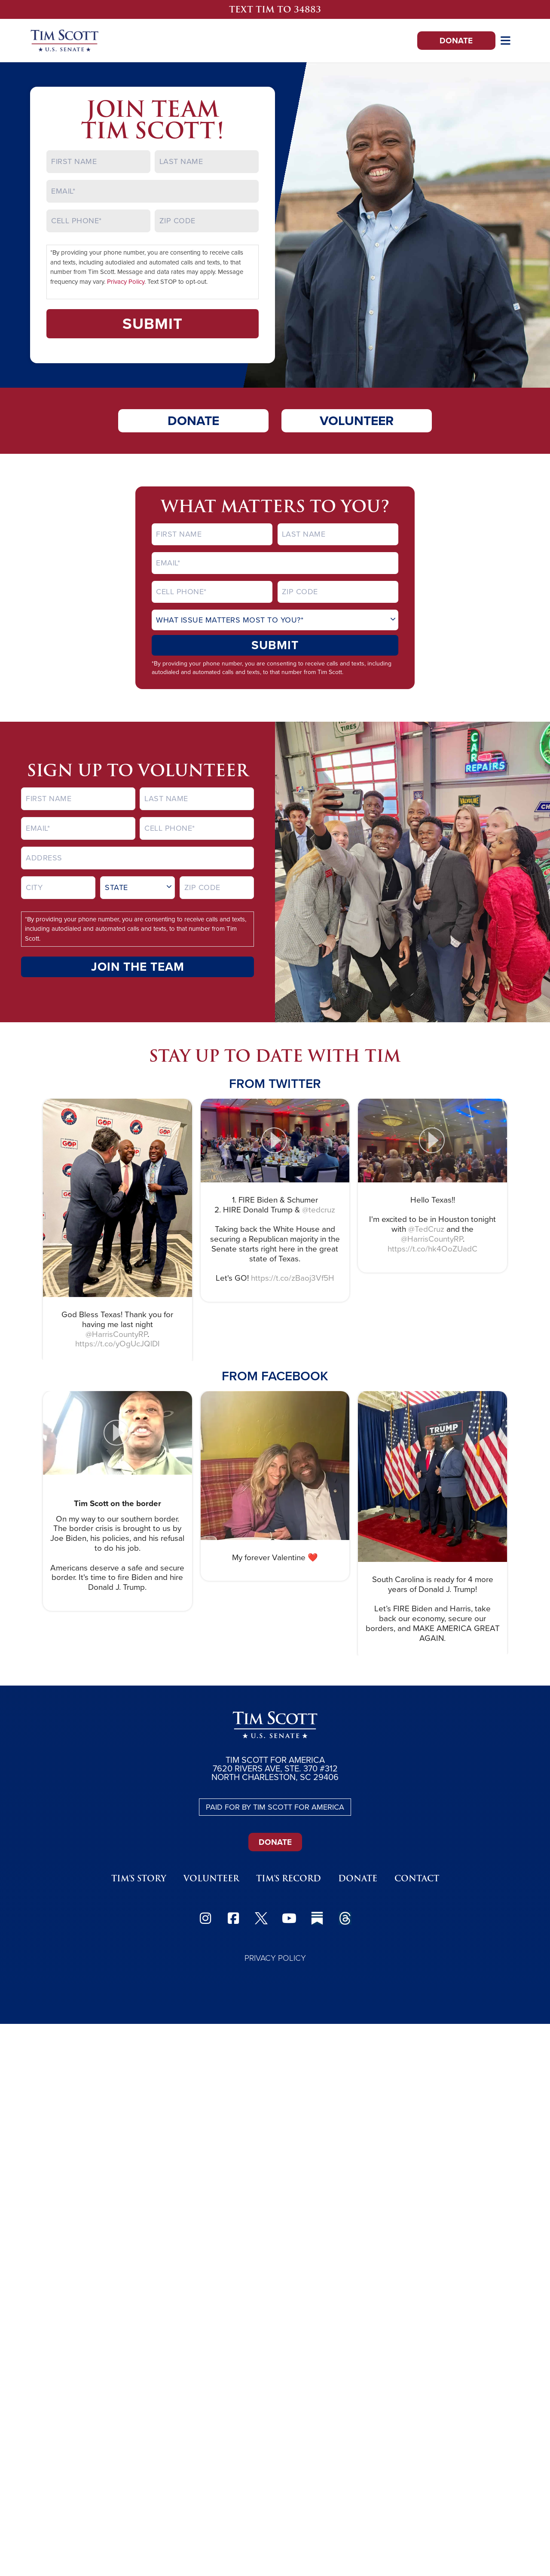 TEXT TIM TO 34883
TIM SCOTT
U.S. SENATE
DONATE
JOIN TEAM
TIM SCOTT!
FIRST NAME
LAST NAME
EMAIL*
CELL PHONE*
ZIP CODE
*By providing your phone number, you are consenting to receive calls
and texts, including autodialed and automated calls and texts, to that
number from Tim Scott. Message and data rates may apply. Message
frequency may vary. Privacy Policy. Text STOP to opt-out.
SUBMIT
DONATE
VOLUNTEER
WHAT MATTERS TO YOU?
FIRST NAME
LAST NAME
EMAIL*
CELL PHONE*
ZIP CODE
WHAT ISSUE MATTERS MOST TO YOU?*
SUBMIT
*By providing your phone number, you are consenting to receive calls and texts, including
autodialed and automated calls and texts, to that number from Tim Scott.
SIGN UP TO VOLUNTEER
FIRST NAME
LAST NAME
EMAIL*
CELL PHONE*
ADDRESS
CITY
STATE
ZIP CODE
*By providing your phone number, you are consenting to receive calls and texts,
including autodialed and automated calls and texts, to that number from Tim
Scott.
JOIN THE TEAM
TIRES
CAR
REPAIRS
STAY UP TO DATE WITH TIM
FROM TWITTER
GOP
God Bless Texas! Thank you for
having me last night
@HarrisCountyRP.
https://t.co/yOgUcJQIDl
1. FIRE Biden & Schumer
2. HIRE Donald Trump & @tedcruz
Taking back the White House and
securing a Republican majority in the
Senate starts right here in the great
state of Texas.
Let's GO! https://t.co/zBaoj3Vf5H
Hello Texas!!
I'm excited to be in Houston tonight
with @TedCruz and the
@HarrisCountyRP.
https://t.co/hk4OoZUadC
FROM FACEBOOK
Tim Scott on the border
On my way to our southern border.
The border crisis is brought to us by
Joe Biden, his policies, and his refusal
to do his job.
Americans deserve a safe and secure
border. It's time to fire Biden and hire
Donald J. Trump.
My forever Valentine ❤️
TRUMP
South Carolina is ready for 4 more
years of Donald J. Trump!
Let's FIRE Biden and Harris, take
back our economy, secure our
borders, and MAKE AMERICA GREAT
AGAIN.
TIM SCOTT
U.S. SENATE
TIM SCOTT FOR AMERICA
7620 RIVERS AVE, STE. 370 #312
NORTH CHARLESTON, SC 29406
PAID FOR BY TIM SCOTT FOR AMERICA
DONATE
TIM'S STORY
VOLUNTEER
TIM'S RECORD
DONATE
CONTACT
PRIVACY POLICY